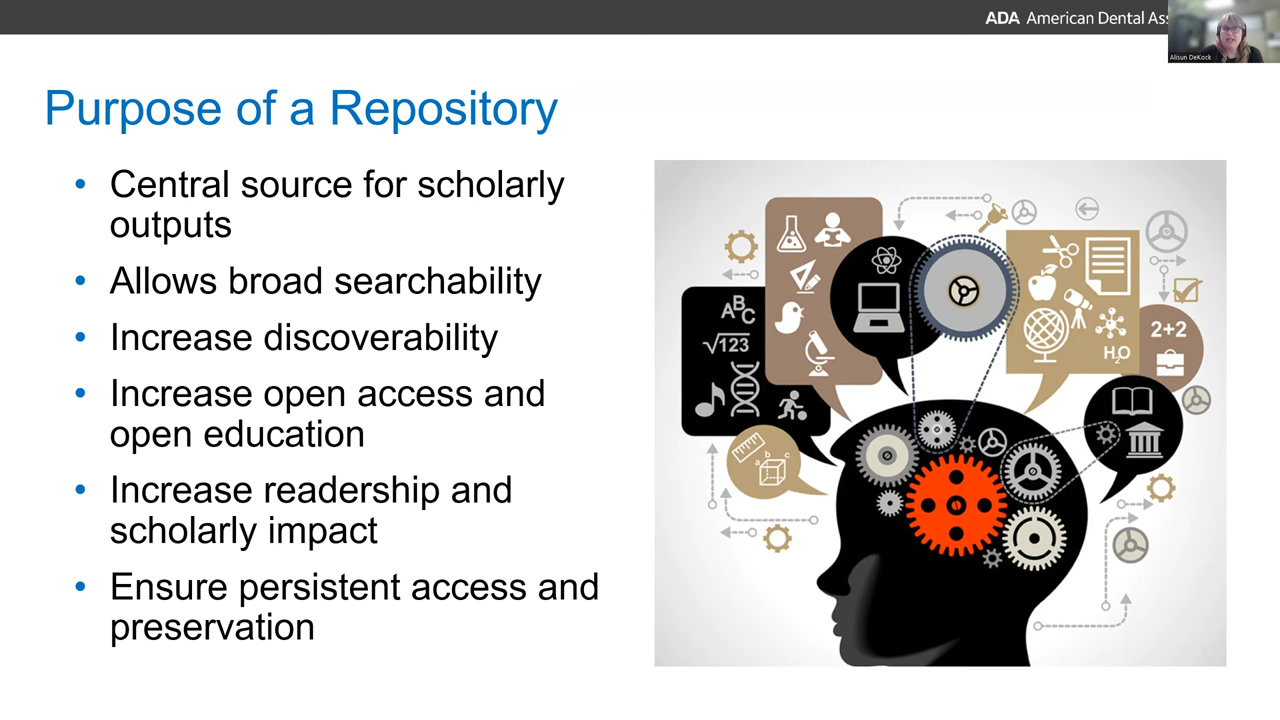 ADA American Dental Ass
Alisun DeKock
Purpose of a Repository
• Central source for scholarly
outputs
• Allows broad searchability
• Increase discoverability
• Increase open access and
open education
• Increase readership and
scholarly impact
• Ensure persistent access and
preservation
ABC
√123
2+2
H2O
a b c